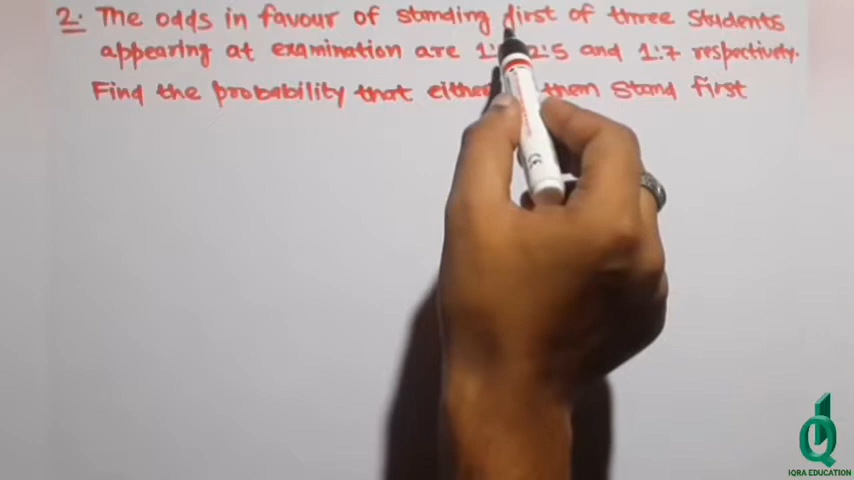 2. The odds in favour of standing first of three students
appearing at examination are 1: 2:5 and 1:7 respectively.
Find the probability that either them stand first
IQRA EDUCATION